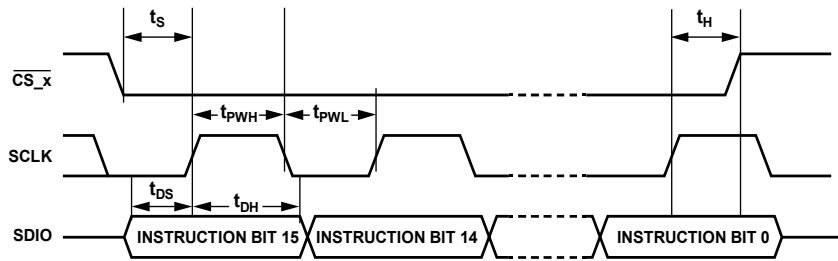 tS tH
CS_x
tPWH tPWL
SCLK
tDS tDH
SDIO INSTRUCTION BIT 15 INSTRUCTION BIT 14 INSTRUCTION BIT 0